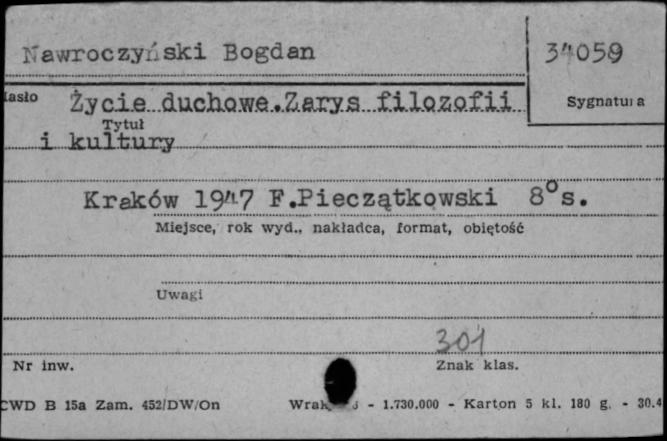 Nawroczyński Bogdan
34059
Hasło Życie duchowe.Zarys filozofii
Sygnatura
Tytuł
i kultury
Kraków 1947 F.Pieczątkowski 8°s.
Miejsce, rok wyd., nakładca, format, objętość
Uwagi
301
Nr inw.
Znak klas.
CWD B 15a Zam. 452/DW/On - 1.730.000 - Karton 5 kl. 180 g. - 30.4